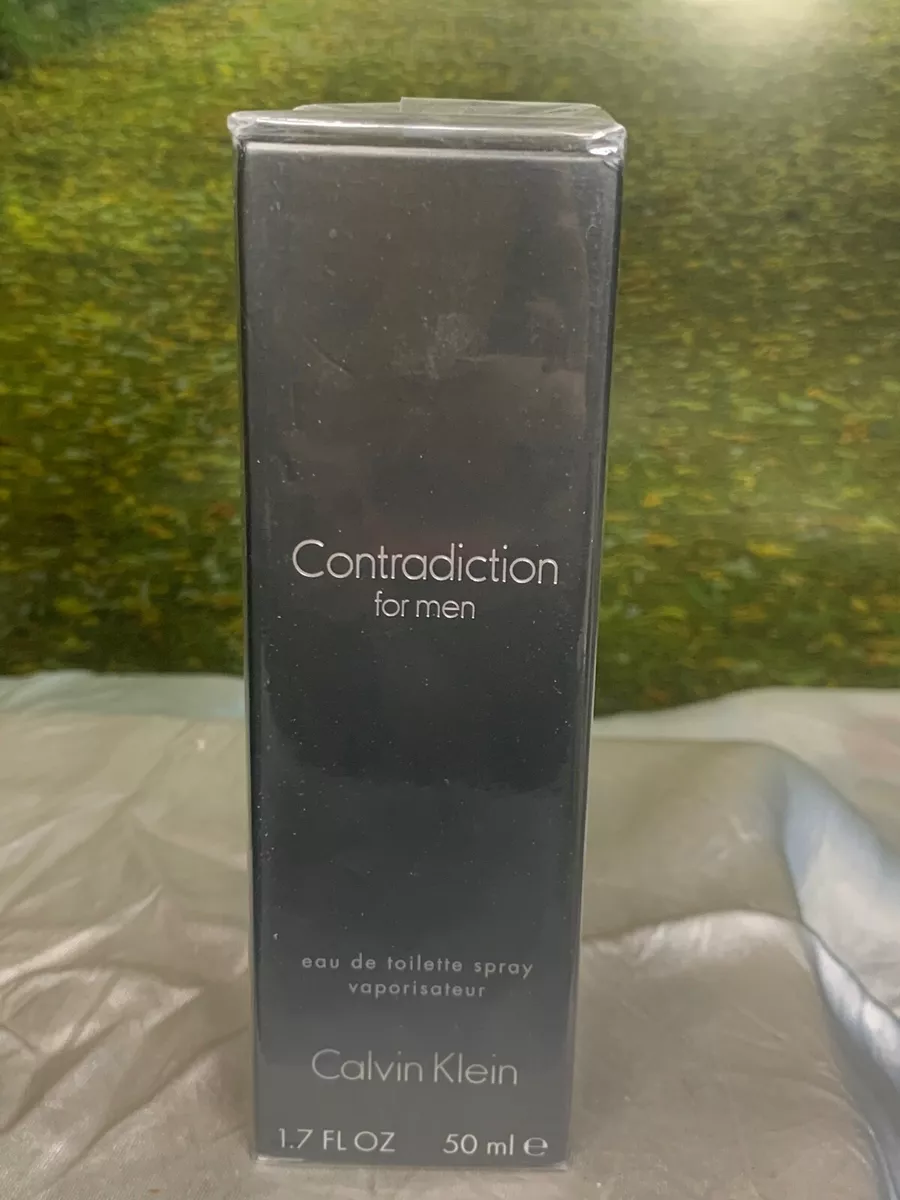 Contradiction
for men
eau de toilette spray
vaporisateur
Calvin Klein
1.7 FL OZ 50 ml ℮